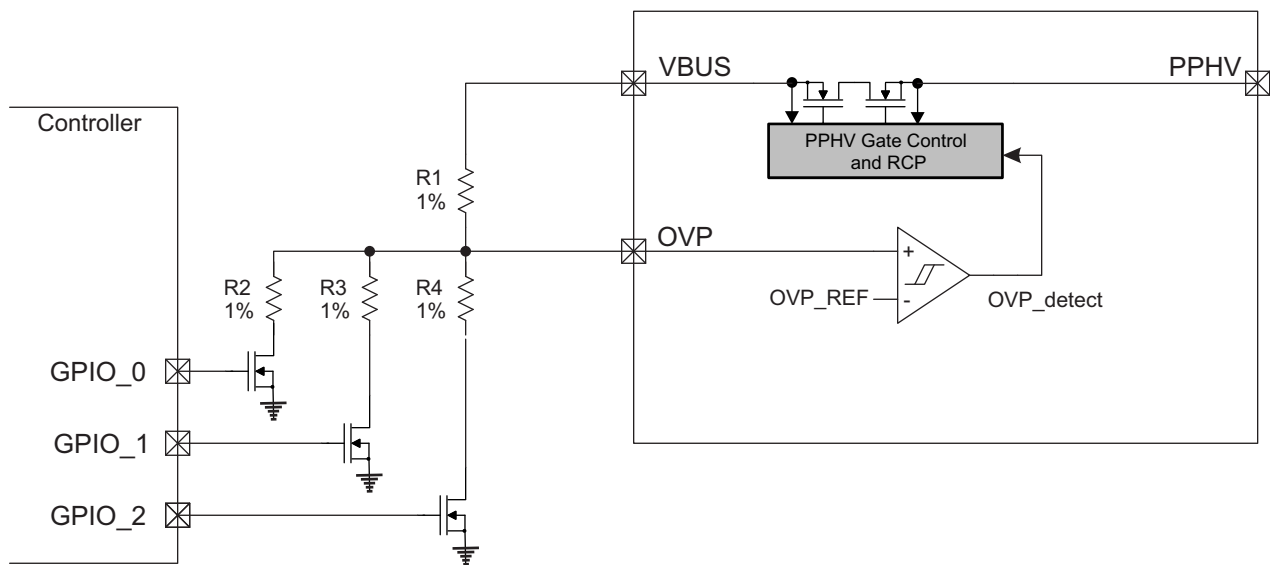 VBUS
PPHV
Controller
PPHV Gate Control
and RCP
R1
1%
OVP
R2
1%
R3
1%
R4
1%
+
OVP_REF
-
OVP_detect
GPIO_0
GPIO_1
GPIO_2